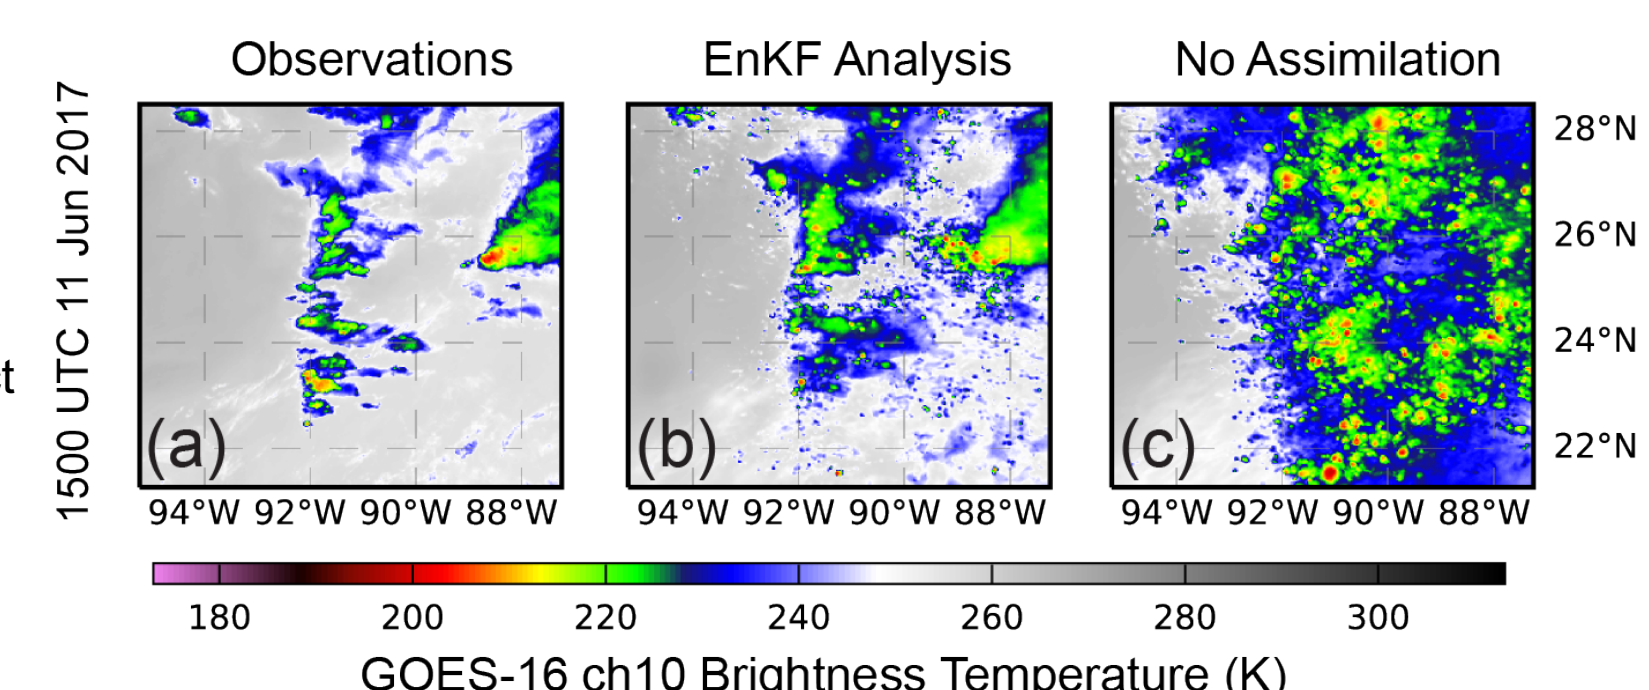 Observations
EnKF Analysis
No Assimilation
1500 UTC 11 Jun 2017
t
(a)
(b)
(c)
28°N
26°N
24°N
22°N
94°W 92°W 90°W 88°W
94°W 92°W 90°W 88°W
94°W 92°W 90°W 88°W
180 200 220 240 260 280 300
GOES-16 ch10 Brightness Temperature (K)